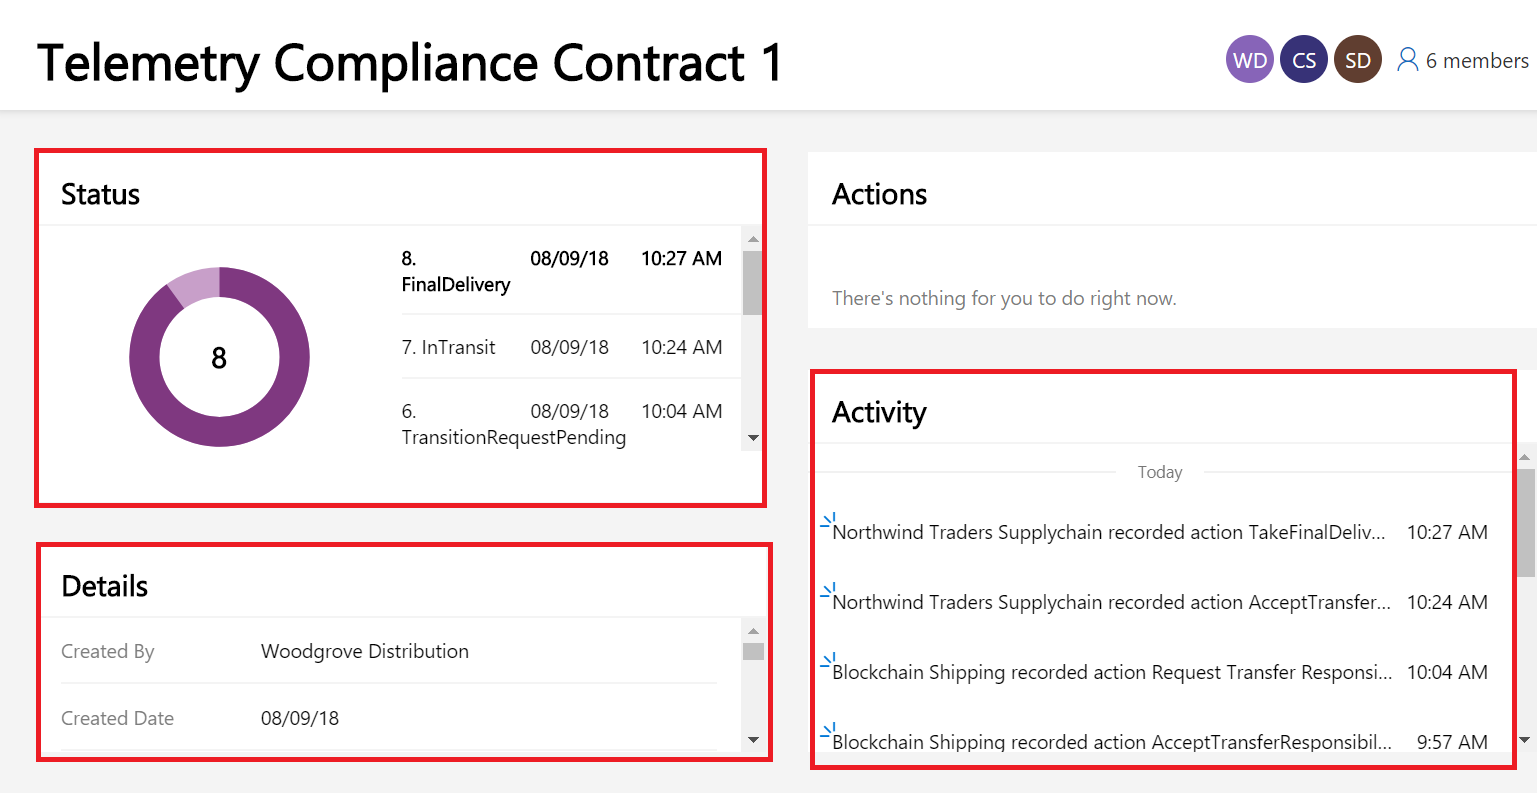 Telemetry Compliance Contract 1
WD CS SD 6 members
Status
8
8. 08/09/18 10:27 AM
FinalDelivery
7. InTransit 08/09/18 10:24 AM
6. 08/09/18 10:04 AM
TransitionRequestPending
Details
Created By Woodgrove Distribution
Created Date 08/09/18
Actions
There's nothing for you to do right now.
Activity
Today
Northwind Traders Supplychain recorded action TakeFinalDeliv... 10:27 AM
Northwind Traders Supplychain recorded action AcceptTransfer... 10:24 AM
Blockchain Shipping recorded action Request Transfer Responsi... 10:04 AM
Blockchain Shipping recorded action AcceptTransferResponsibil... 9:57 AM